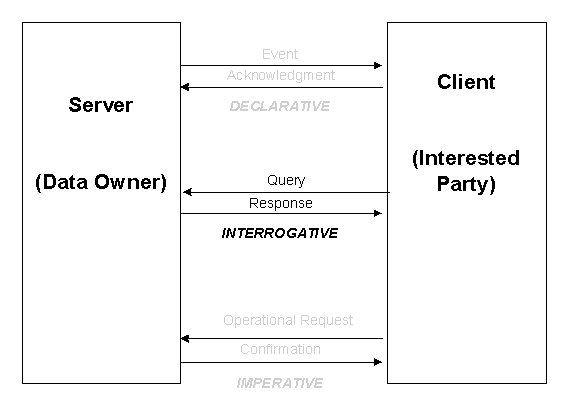 Server
(Data Owner)
Event
Acknowledgment
DECLARATIVE
Query
Response
INTERROGATIVE
Operational Request
Confirmation
IMPERATIVE
Client
(Interested
Party)